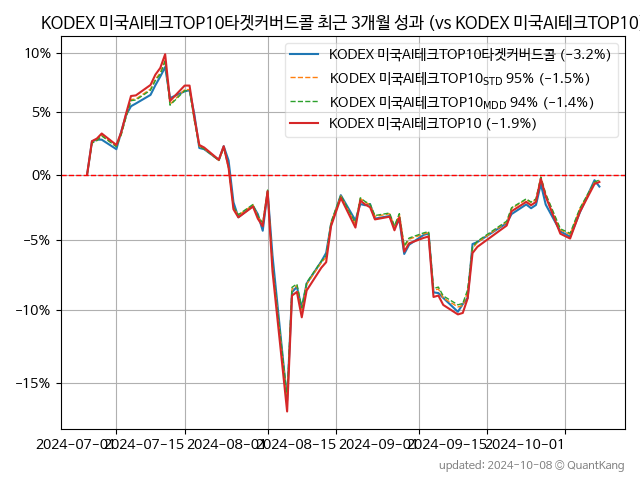 KODEX 미국AI테크TOP10타겟커버드콜 최근 3개월 성과 (vs KODEX 미국AI테크TOP10)
10%
5%
0%
−5%
−10%
−15%
KODEX 미국AI테크TOP10타겟커버드콜 (−3.2%)
KODEX 미국AI테크TOP10STD 95% (−1.5%)
KODEX 미국AI테크TOP10MDD 94% (−1.4%)
KODEX 미국AI테크TOP10 (−1.9%)
2024−07−01 2024−07−15 2024−08−01 2024−08−15 2024−09−01 2024−09−15 2024−10−01
updated: 2024-10-08 © QuantKang